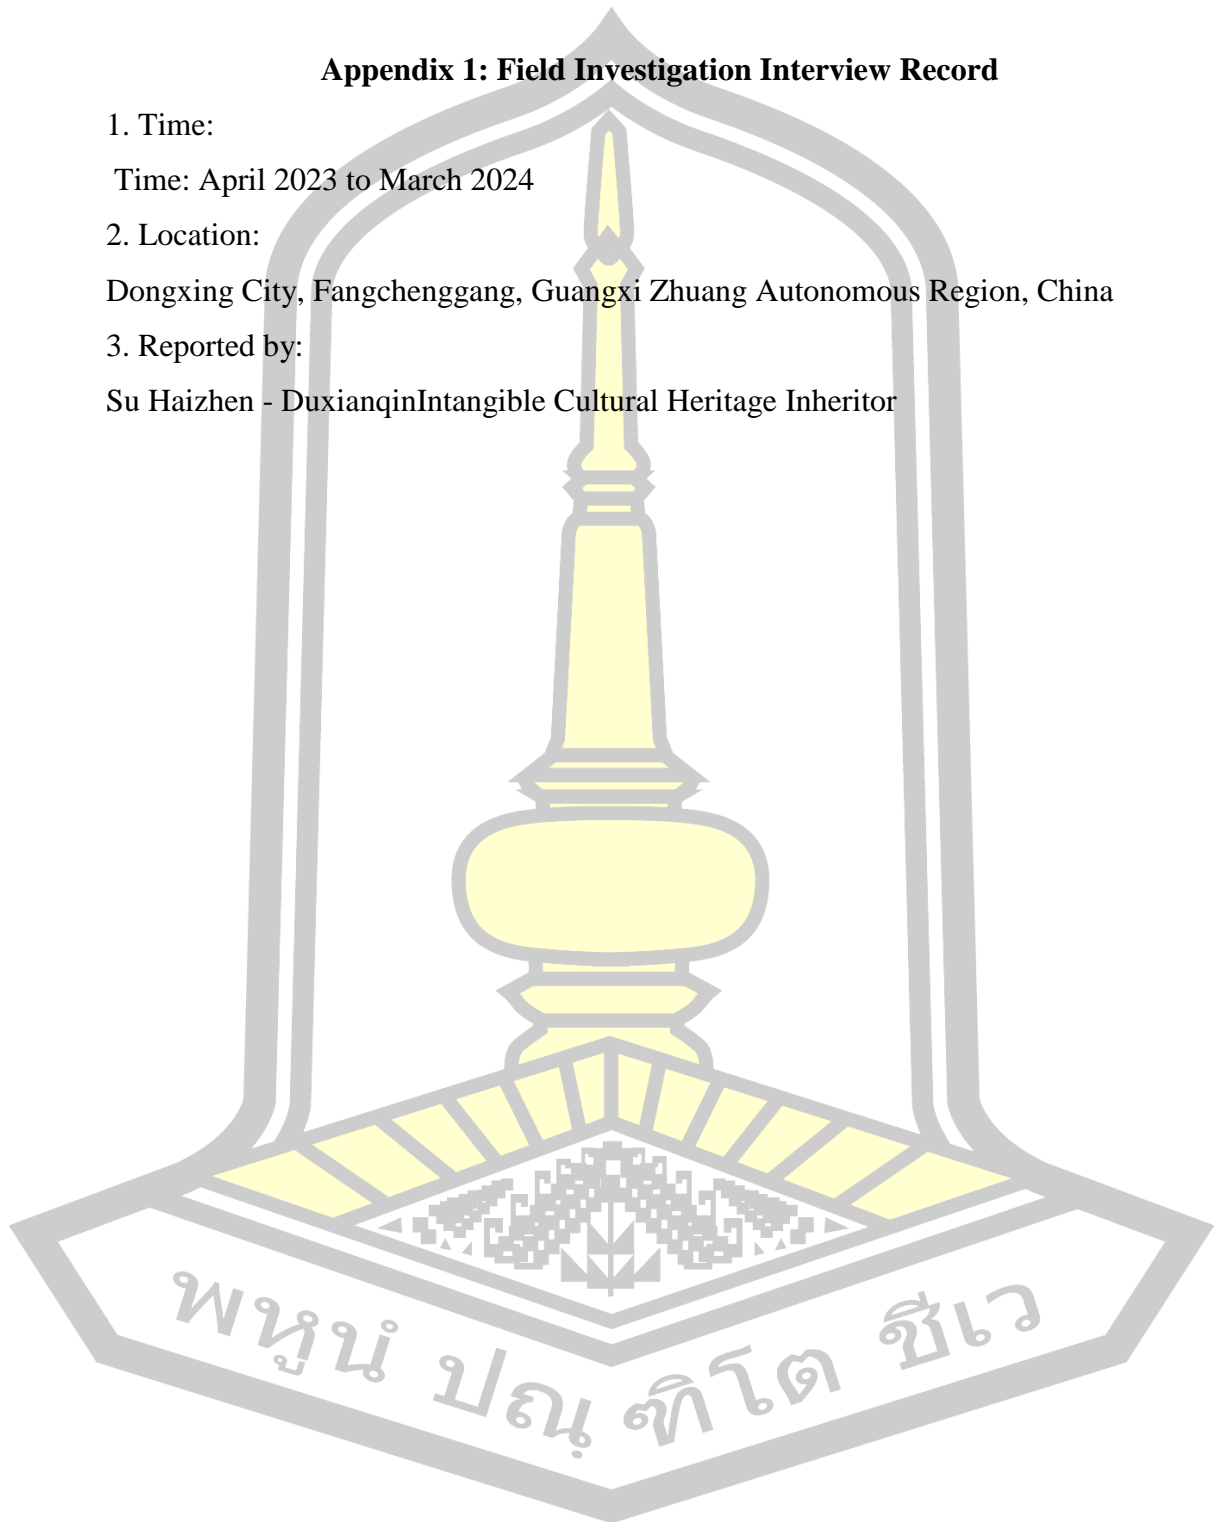 Appendix 1: Field Investigation Interview Record
1. Time:
Time: April 2023 to March 2024
2. Location:
Dongxing City, Fangchenggang, Guangxi Zhuang Autonomous Region, China
3. Reported by:
Su Haizhen - DuxianqinIntangible Cultural Heritage Inheritor
พหูนํ ปณฺฑิโต ชีเว